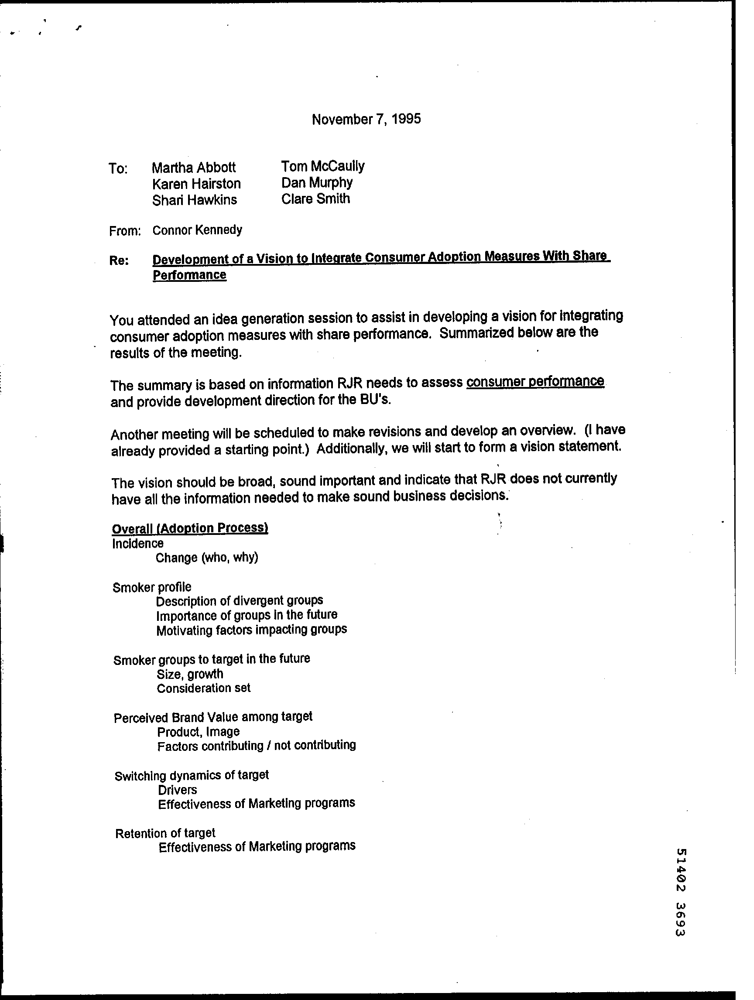 November 7, 1995
To: Martha Abbott Tom McCaully
Karen Hairston Dan Murphy
Shari Hawkins Clare Smith
From: Connor Kennedy
Re: Development of a Vision to Integrate Consumer Adoption Measures With Share
Performance
You attended an idea generation session to assist in developing a vision for integrating
consumer adoption measures with share performance. Summarized below are the
results of the meeting.
The summary is based on information RJR needs to assess consumer performance
and provide development direction for the BU's.
Another meeting will be scheduled to make revisions and develop an overview. (I have
already provided a starting point.) Additionally, we will start to form a vision statement.
The vision should be broad, sound important and indicate that RJR does not currently
have all the information needed to make sound business decisions.
Overall (Adoption Process)
Incidence
Change (who, why)
Smoker profile
Description of divergent groups
Importance of groups in the future
Motivating factors impacting groups
Smoker groups to target in the future
Size, growth
Consideration set
Perceived Brand Value among target
Product, Image
Factors contributing / not contributing
Switching dynamics of target
Drivers
Effectiveness of Marketing programs
Retention of target
Effectiveness of Marketing programs
51402 3693